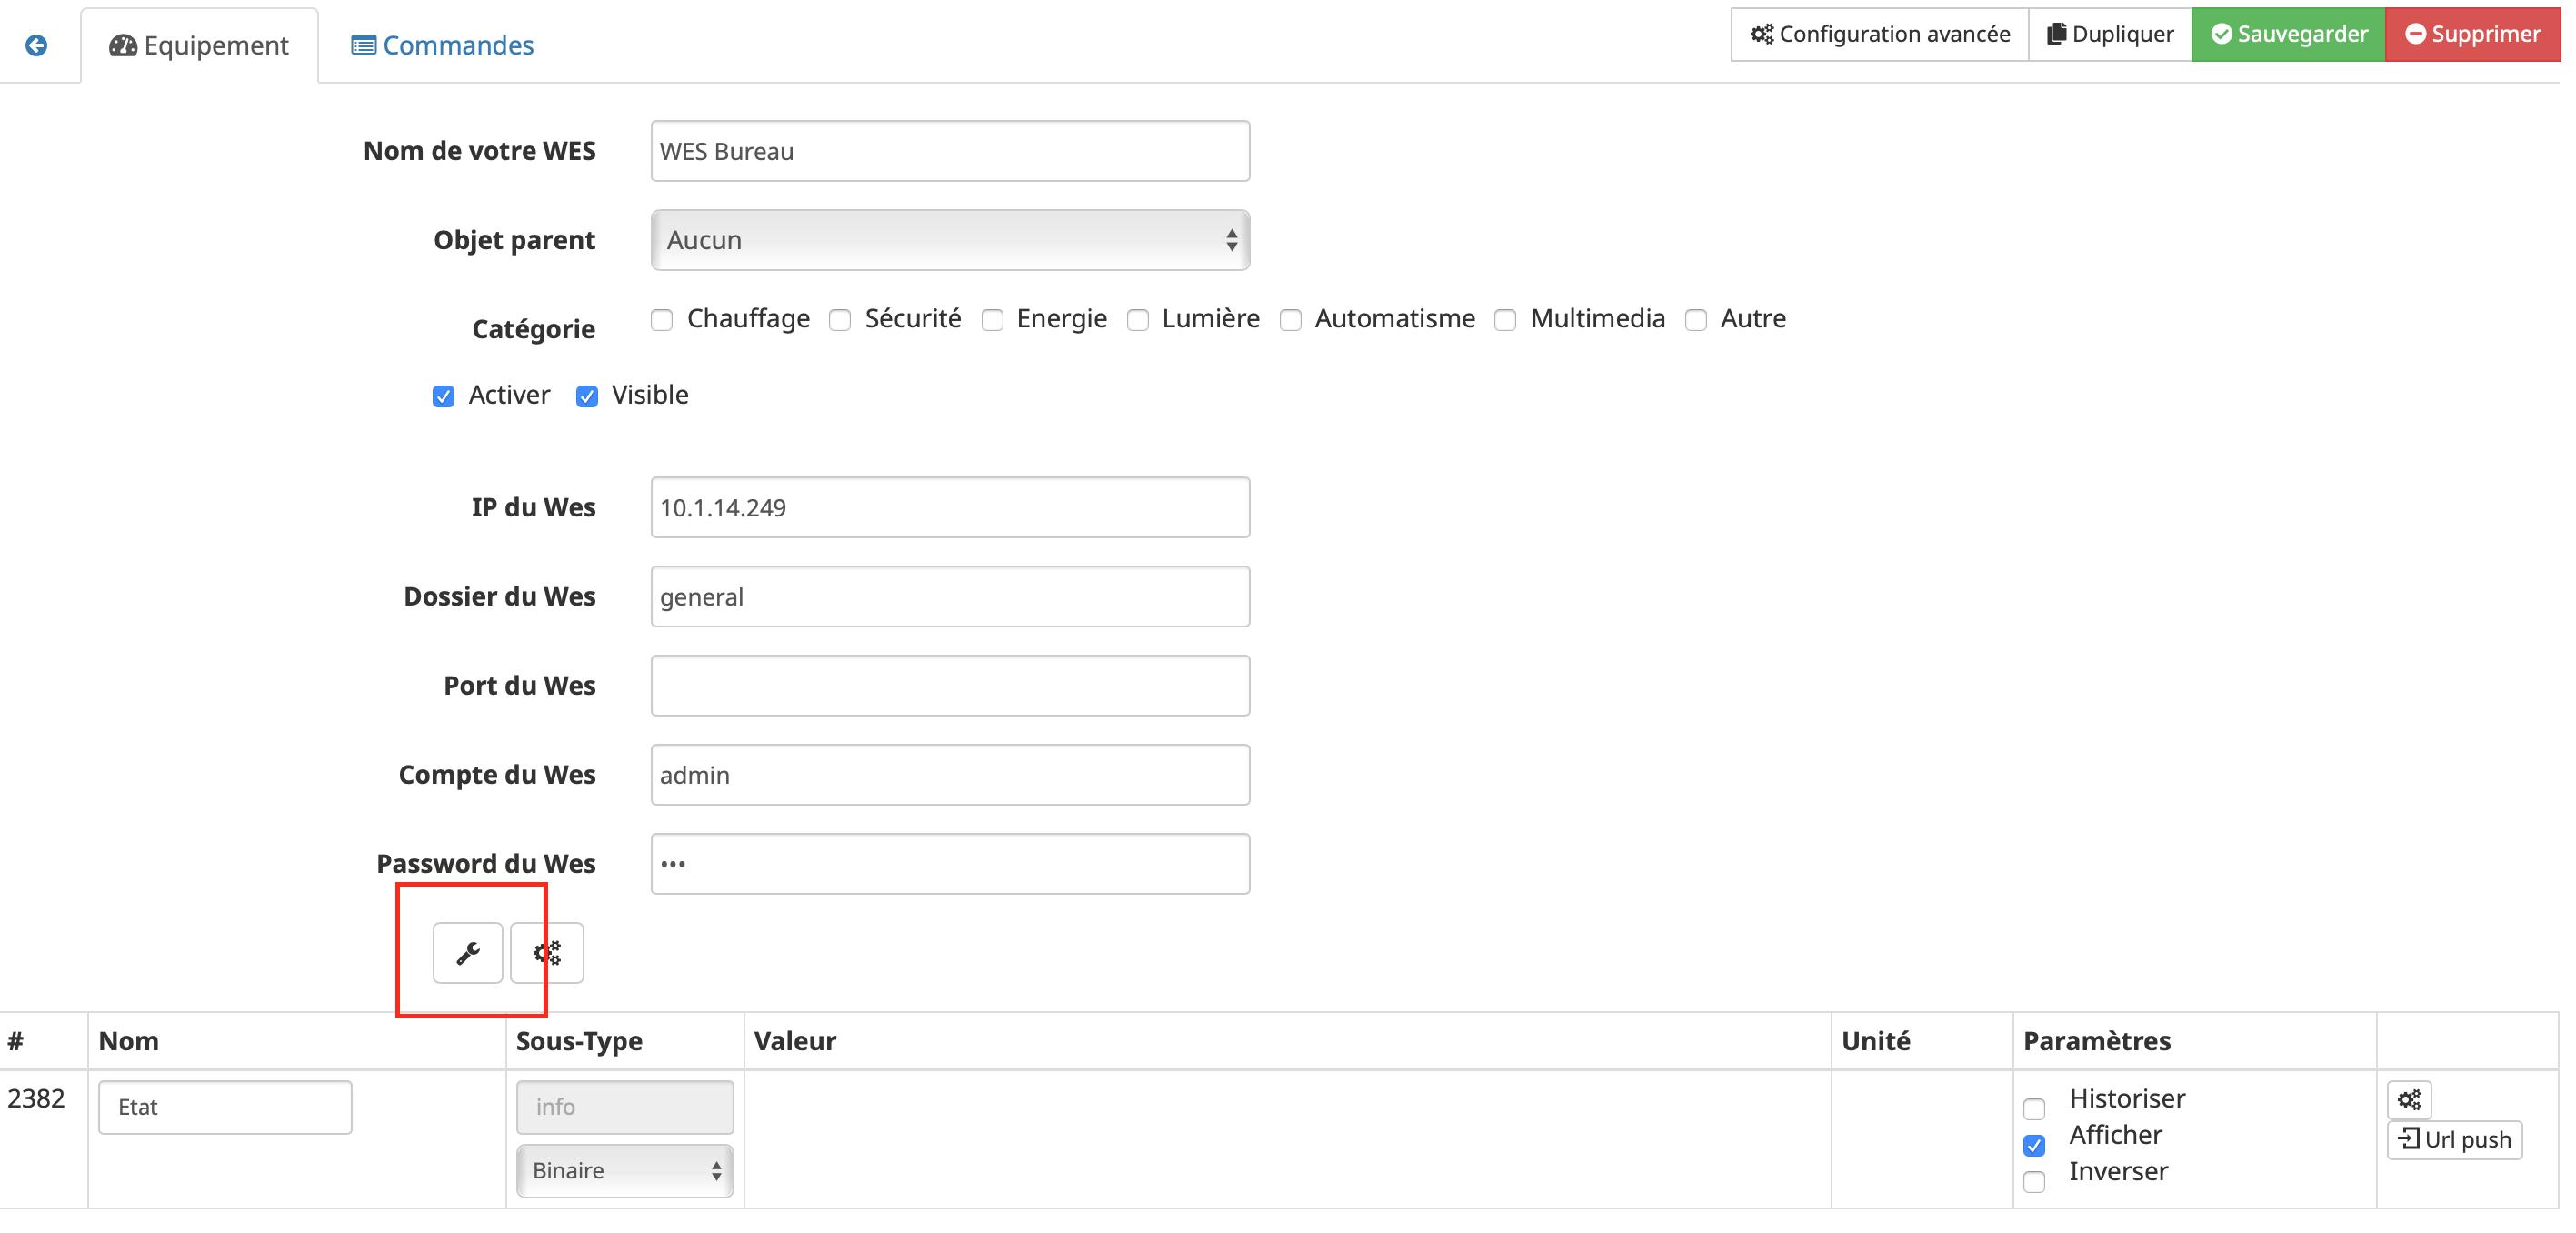 Equipement Commandes Configuration avancée Dupliquer Sauvegarder Supprimer
Nom de votre WES WES Bureau
Objet parent Aucun
Catégorie Chauffage Sécurité Energie Lumière Automatisme Multimedia Autre
Activer Visible
IP du Wes 10.1.14.249
Dossier du Wes general
Port du Wes
Compte du Wes admin
Password du Wes •••
# Nom Sous-Type Valeur Unité Paramètres
2382 Etat info Historiser
Afficher Url push
Binaire Inverser